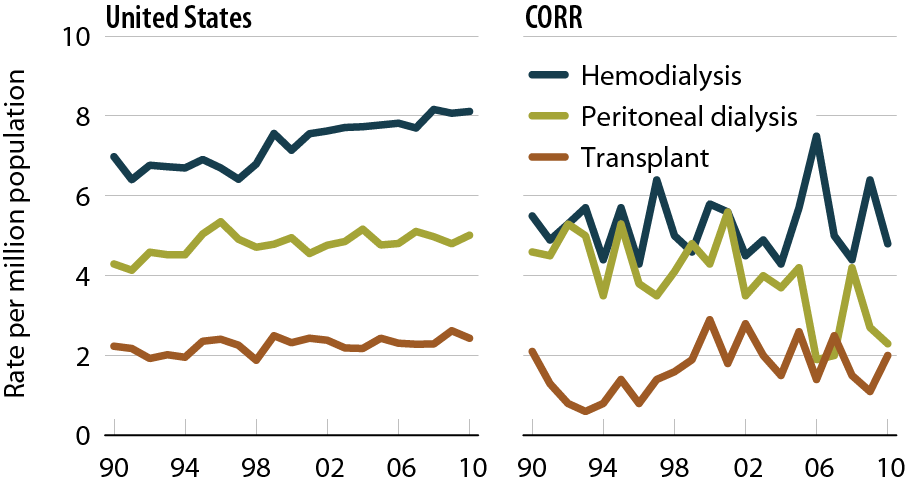 United States
CORR
Rate per million population
10
8
6
4
2
0
Hemodialysis
Peritoneal dialysis
Transplant
90 94 98 02 06 10
90 94 98 02 06 10